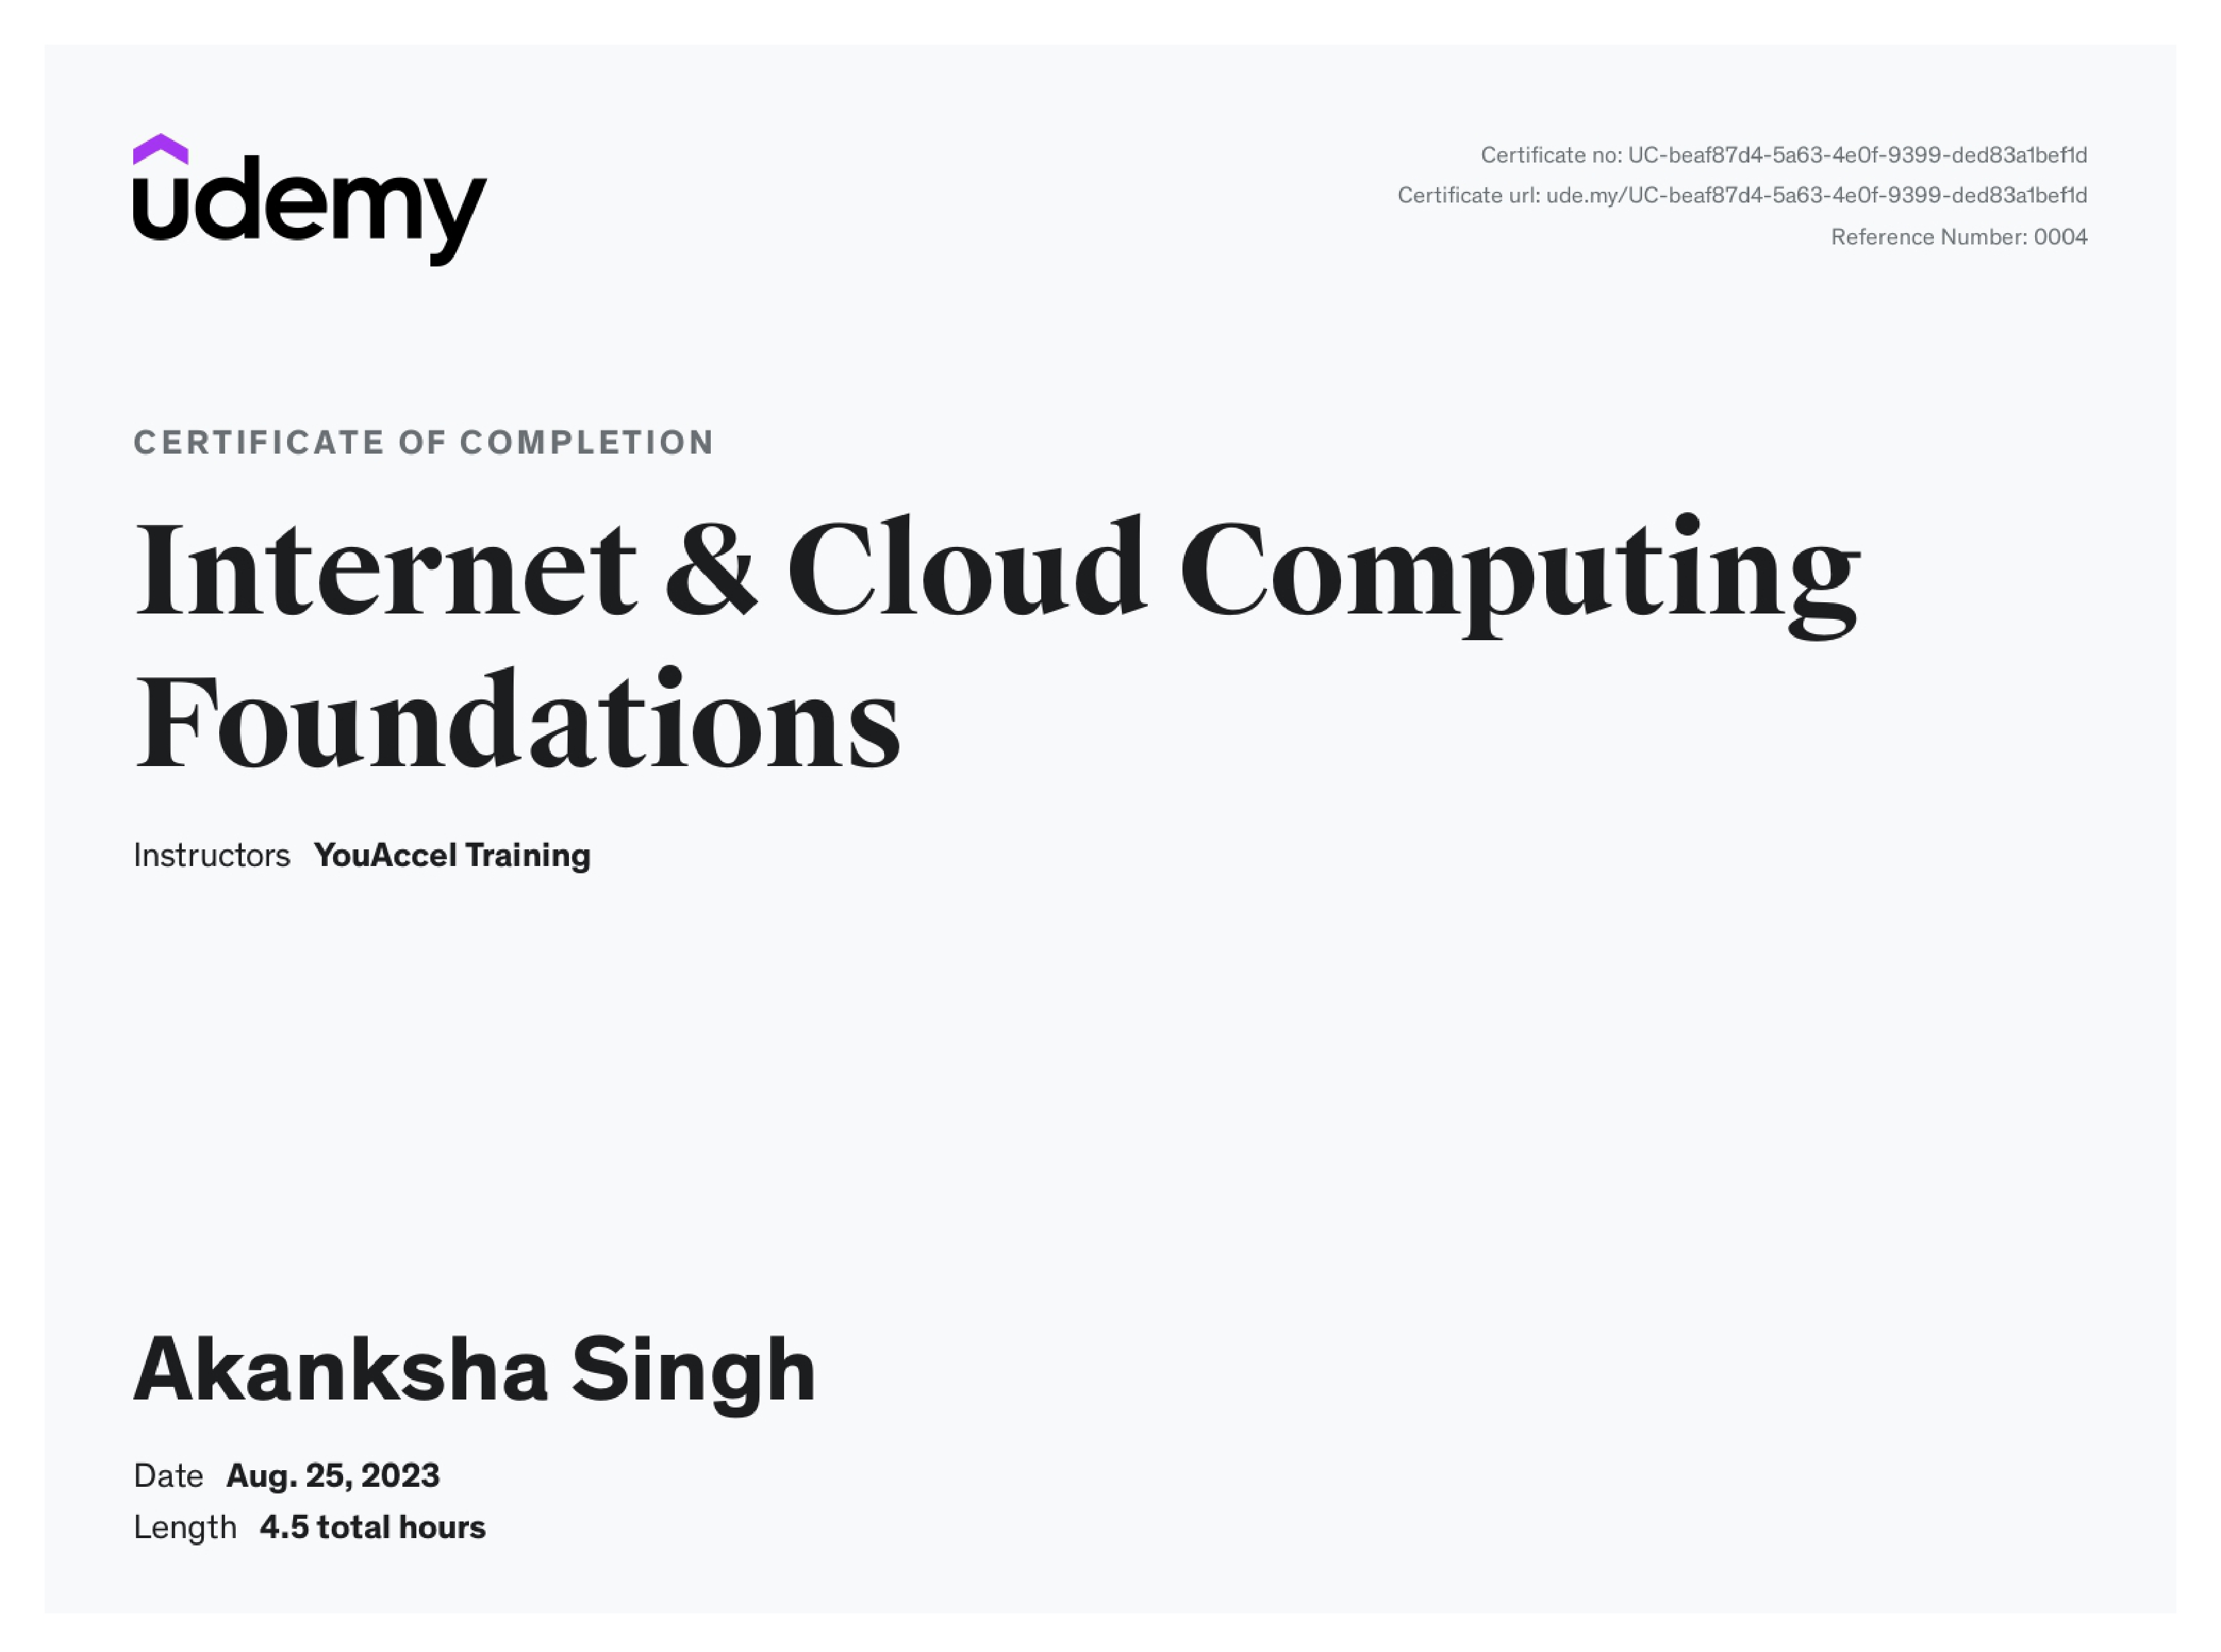 udemy
Certificate no: UC-beaf87d4-5a63-4e0f-9399-ded83a1bef1d
Certificate url: ude.my/UC-beaf87d4-5a63-4e0f-9399-ded83a1bef1d
Reference Number: 0004
CERTIFICATE OF COMPLETION
Internet & Cloud Computing
Foundations
Instructors YouAccel Training
Akanksha Singh
Date Aug. 25, 2023
Length 4.5 total hours